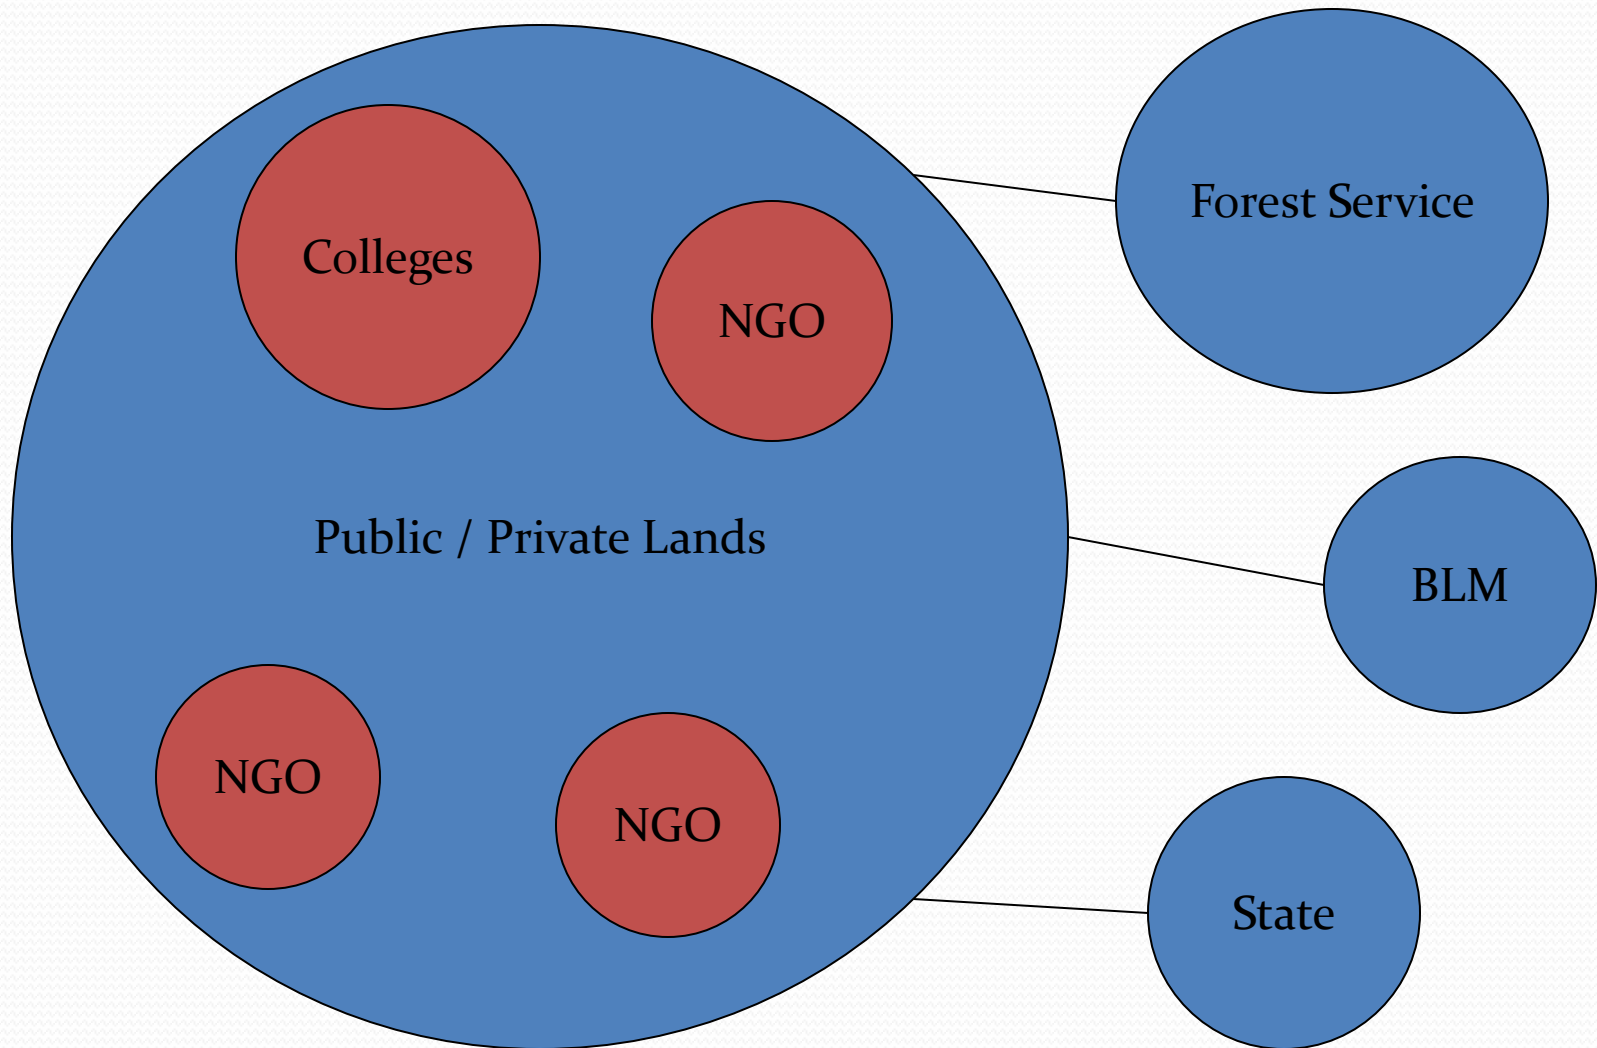 Forest Service
Colleges
NGO
Public / Private Lands
BLM
NGO
NGO
State